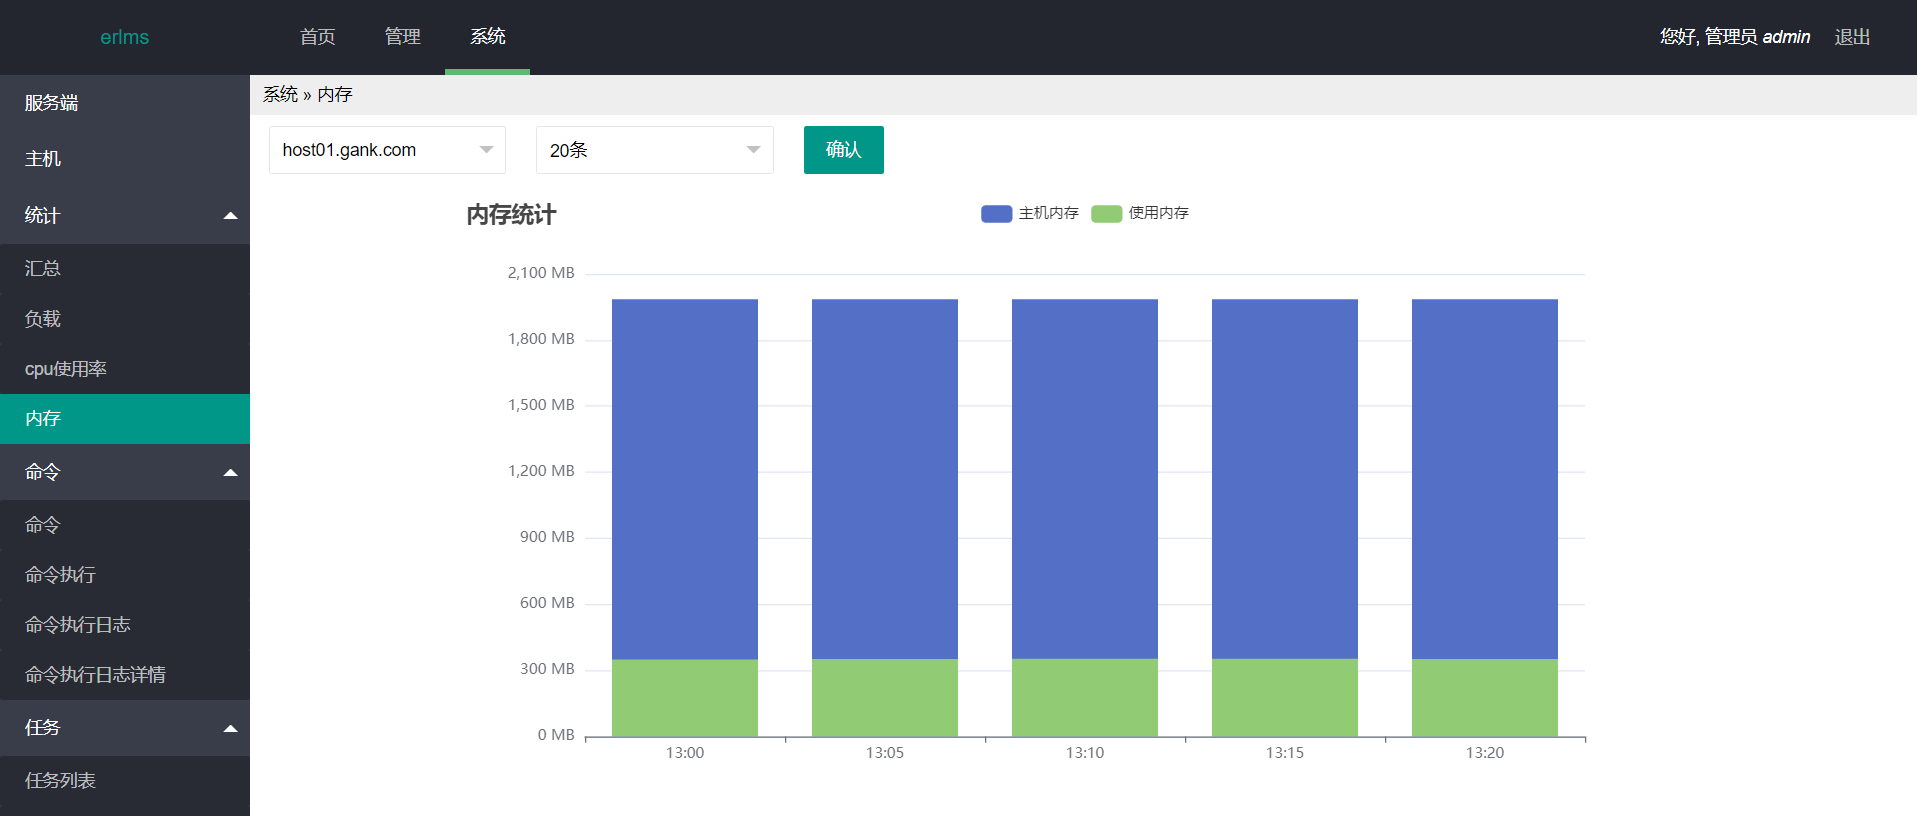 erlms
首页 管理 系统
您好, 管理员 admin 退出
服务端
主机
统计
汇总
负载
cpu使用率
内存
命令
命令
命令执行
命令执行日志
命令执行日志详情
任务
任务列表
系统 » 内存
host01.gank.com 20条 确认
内存统计
主机内存 使用内存
2,100 MB
1,800 MB
1,500 MB
1,200 MB
900 MB
600 MB
300 MB
0 MB
13:00 13:05 13:10 13:15 13:20